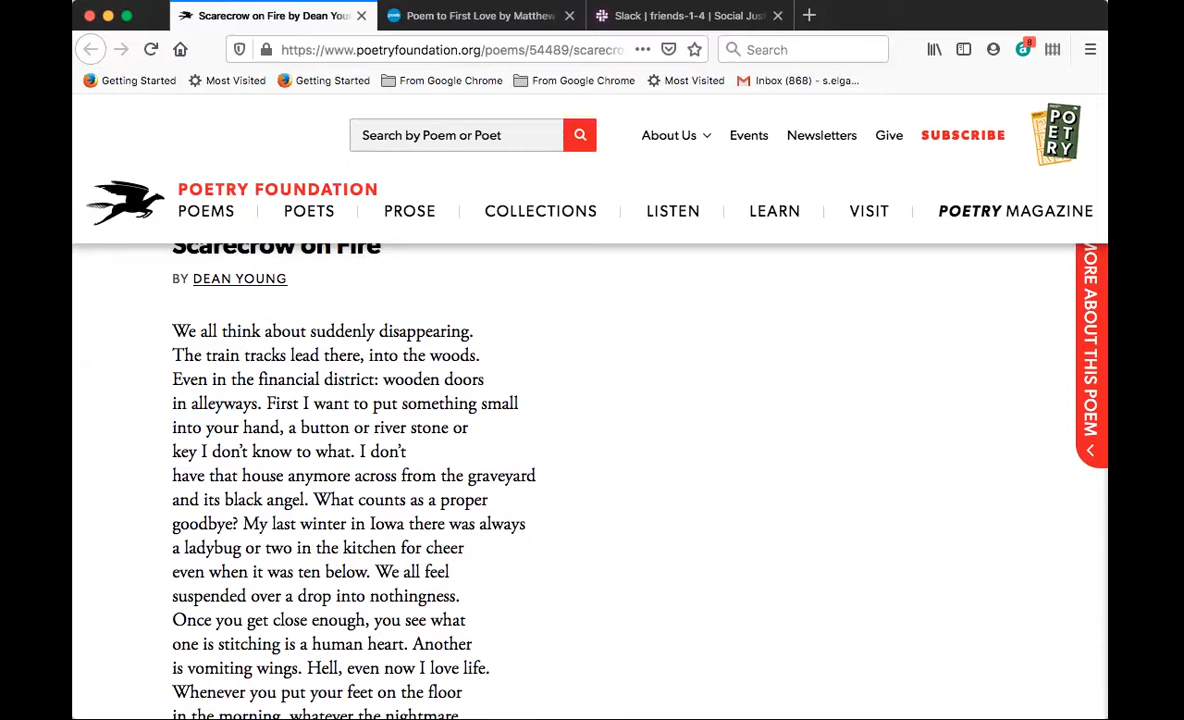 Scarecrow on Fire by Dean You
Poem to First Love by Matthew
Slack | friends-1-4 | Social Jus
https://www.poetryfoundation.org/poems/54489/scarecro
Search
Getting Started
Most Visited
Getting Started
From Google Chrome
From Google Chrome
Most Visited
Inbox (868) - s.elga...
8
Search by Poem or Poet
About Us
Events
Newsletters
Give
SUBSCRIBE
PO
ET
RY
POETRY FOUNDATION
POEMS
POETS
PROSE
COLLECTIONS
LISTEN
LEARN
VISIT
POETRY MAGAZINE
Scarecrow on Fire
BY DEAN YOUNG
We all think about suddenly disappearing.
The train tracks lead there, into the woods.
Even in the financial district: wooden doors
in alleyways. First I want to put something small
into your hand, a button or river stone or
key I don’t know to what. I don’t
have that house anymore across from the graveyard
and its black angel. What counts as a proper
goodbye? My last winter in Iowa there was always
a ladybug or two in the kitchen for cheer
even when it was ten below. We all feel
suspended over a drop into nothingness.
Once you get close enough, you see what
one is stitching is a human heart. Another
is vomiting wings. Hell, even now I love life.
Whenever you put your feet on the floor
in the morning, whatever the nightmare
MORE ABOUT THIS POEM